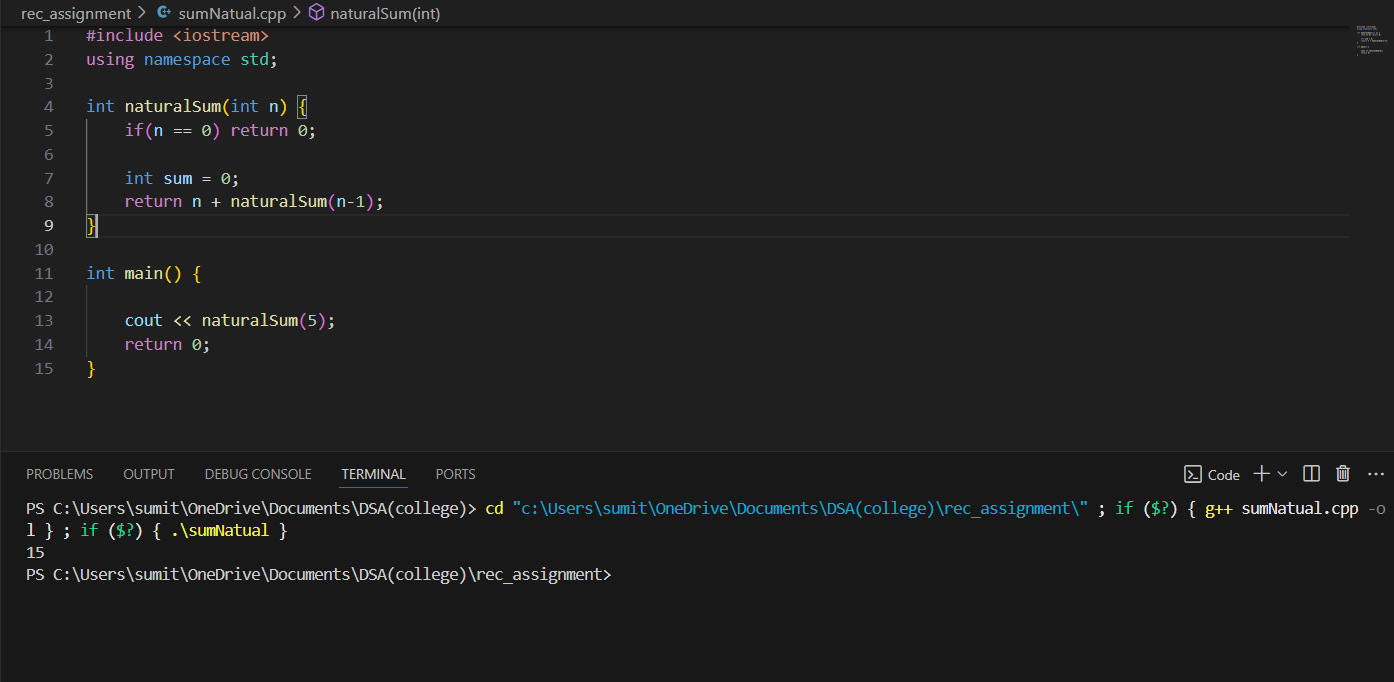 rec_assignment > sumNatual.cpp > naturalSum(int)
1 #include <iostream>
2 using namespace std;
3
4 int naturalSum(int n) {
5     if(n == 0) return 0;
6
7     int sum = 0;
8     return n + naturalSum(n-1);
9 }
10
11 int main() {
12
13     cout << naturalSum(5);
14     return 0;
15 }
PROBLEMS OUTPUT DEBUG CONSOLE TERMINAL PORTS Code
PS C:\Users\sumit\OneDrive\Documents\DSA(college)> cd "c:\Users\sumit\OneDrive\Documents\DSA(college)\rec_assignment\" ; if ($?) { g++ sumNatual.cpp -o
l } ; if ($?) { .\sumNatual }
15
PS C:\Users\sumit\OneDrive\Documents\DSA(college)\rec_assignment>